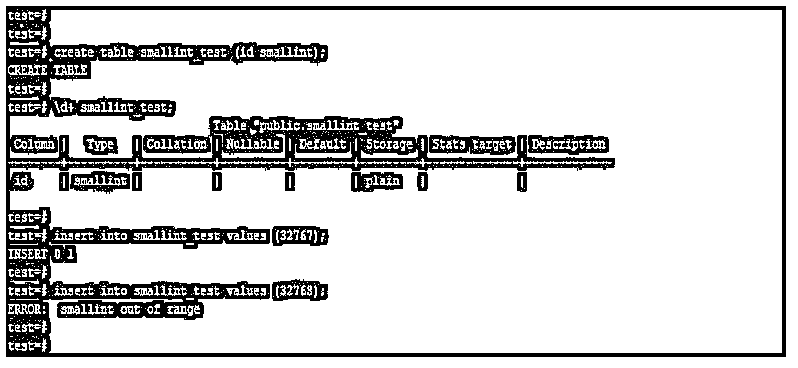 test=#
test=#
test=# create table smallint_test (id smallint);
CREATE TABLE
test=#
test=# \d+ smallint_test;
Table "public.smallint_test"
Column | Type | Collation | Nullable | Default | Storage | Stats target | Description
id | smallint | | | | plain | |
test=#
test=# insert into smallint_test values (32767);
INSERT 0 1
test=#
test=# insert into smallint_test values (32768);
ERROR: smallint out of range
test=#
test=#